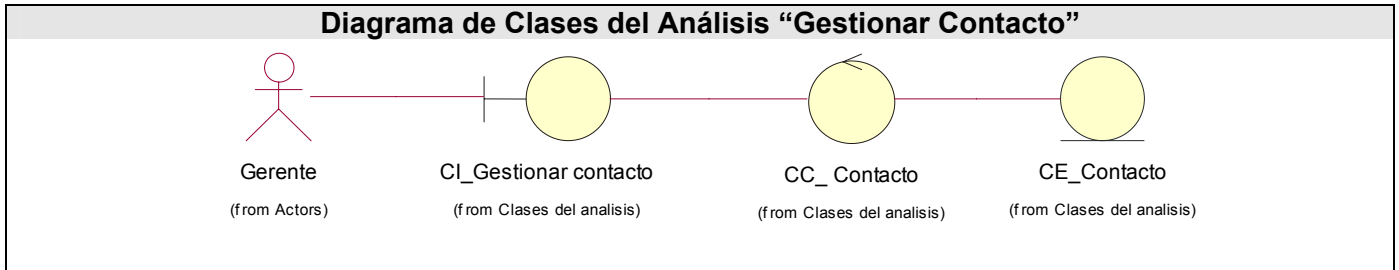 Diagrama de Clases del Análisis “Gestionar Contacto”
Gerente
(from Actors)
CI_Gestionar contacto
(from Clases del analisis)
CC_ Contacto
(from Clases del analisis)
CE_Contacto
(from Clases del analisis)